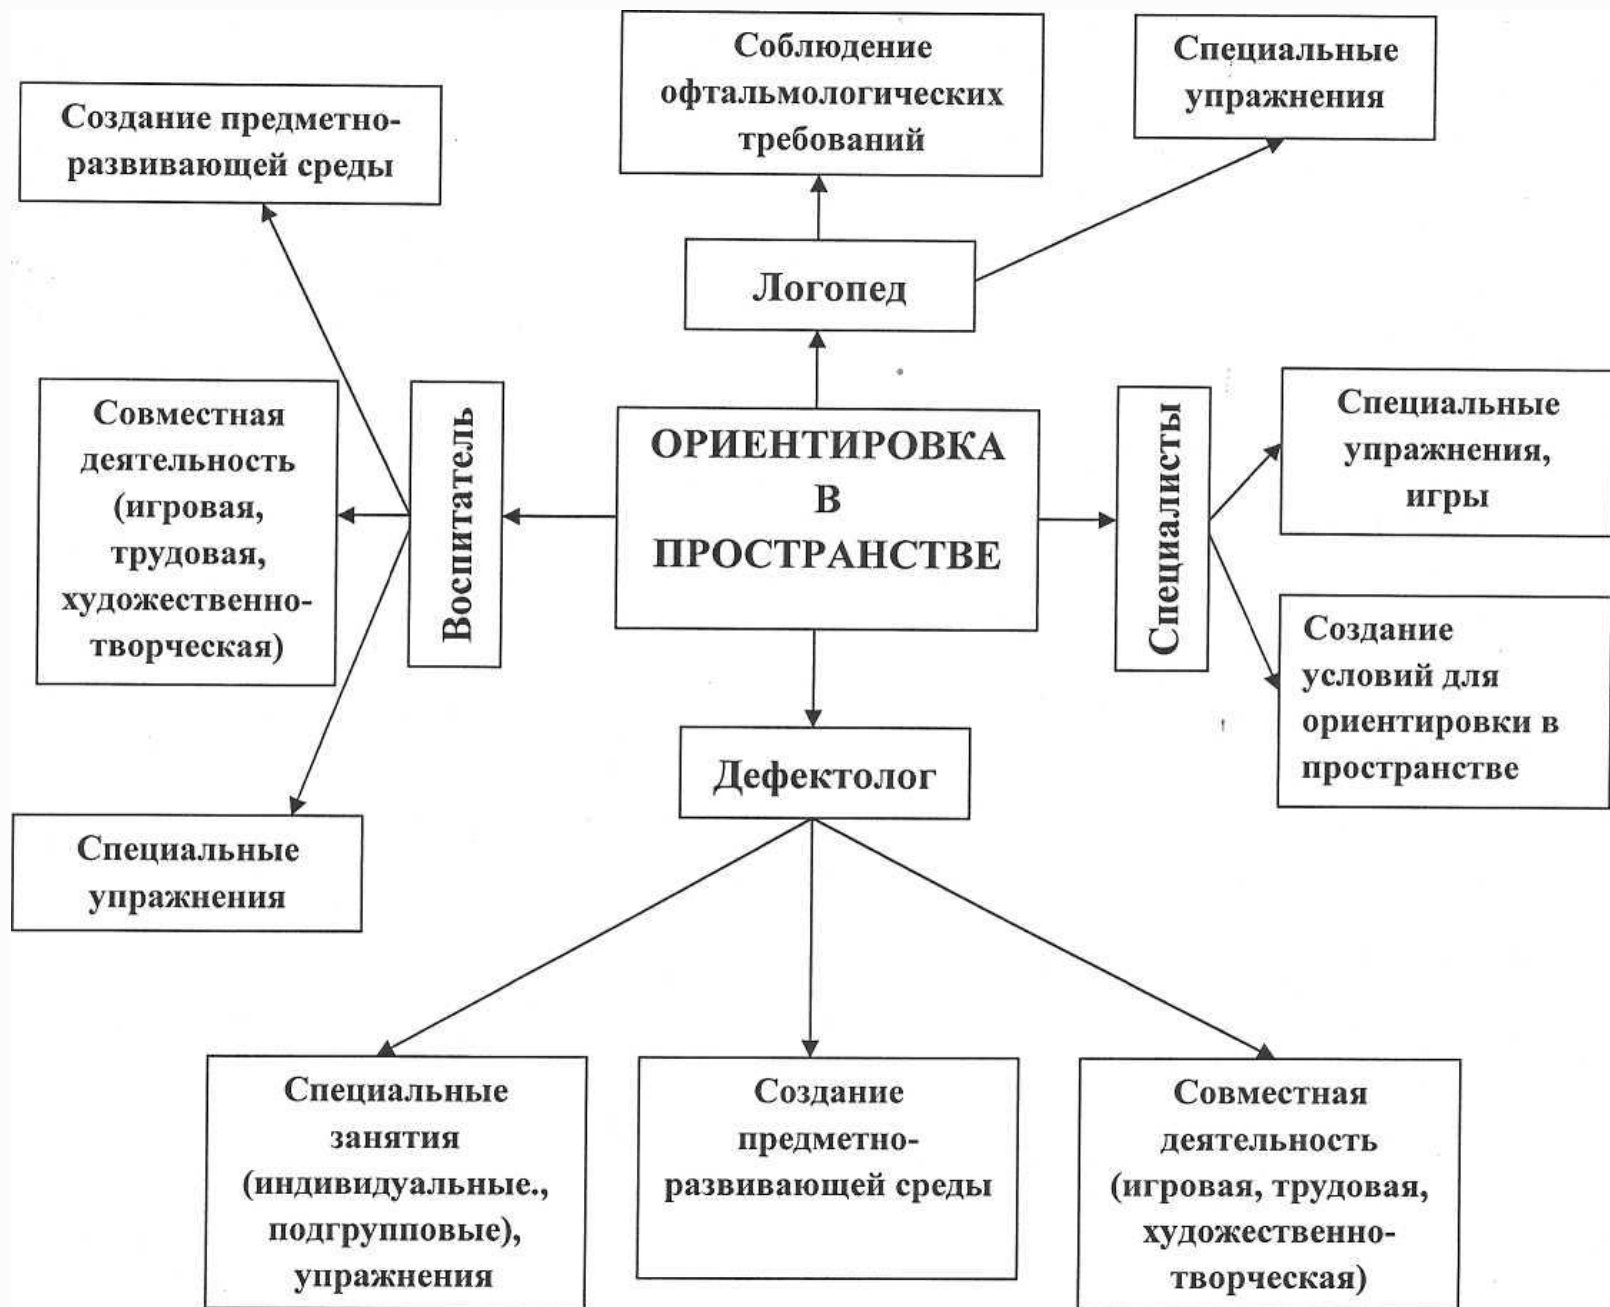 Соблюдение
офтальмологических
требований
Специальные
упражнения
Создание предметно-
развивающей среды
Логопед
Совместная
деятельность
(игровая,
трудовая,
художественно-
творческая)
Воспитатель
ОРИЕНТИРОВКА
В
ПРОСТРАНСТВЕ
Специалисты
Специальные
упражнения,
игры
Создание
условий для
ориентировки в
пространстве
Дефектолог
Специальные
упражнения
Специальные
занятия
(индивидуальные.,
подгрупповые),
упражнения
Создание
предметно-
развивающей среды
Совместная
деятельность
(игровая, трудовая,
художественно-
творческая)